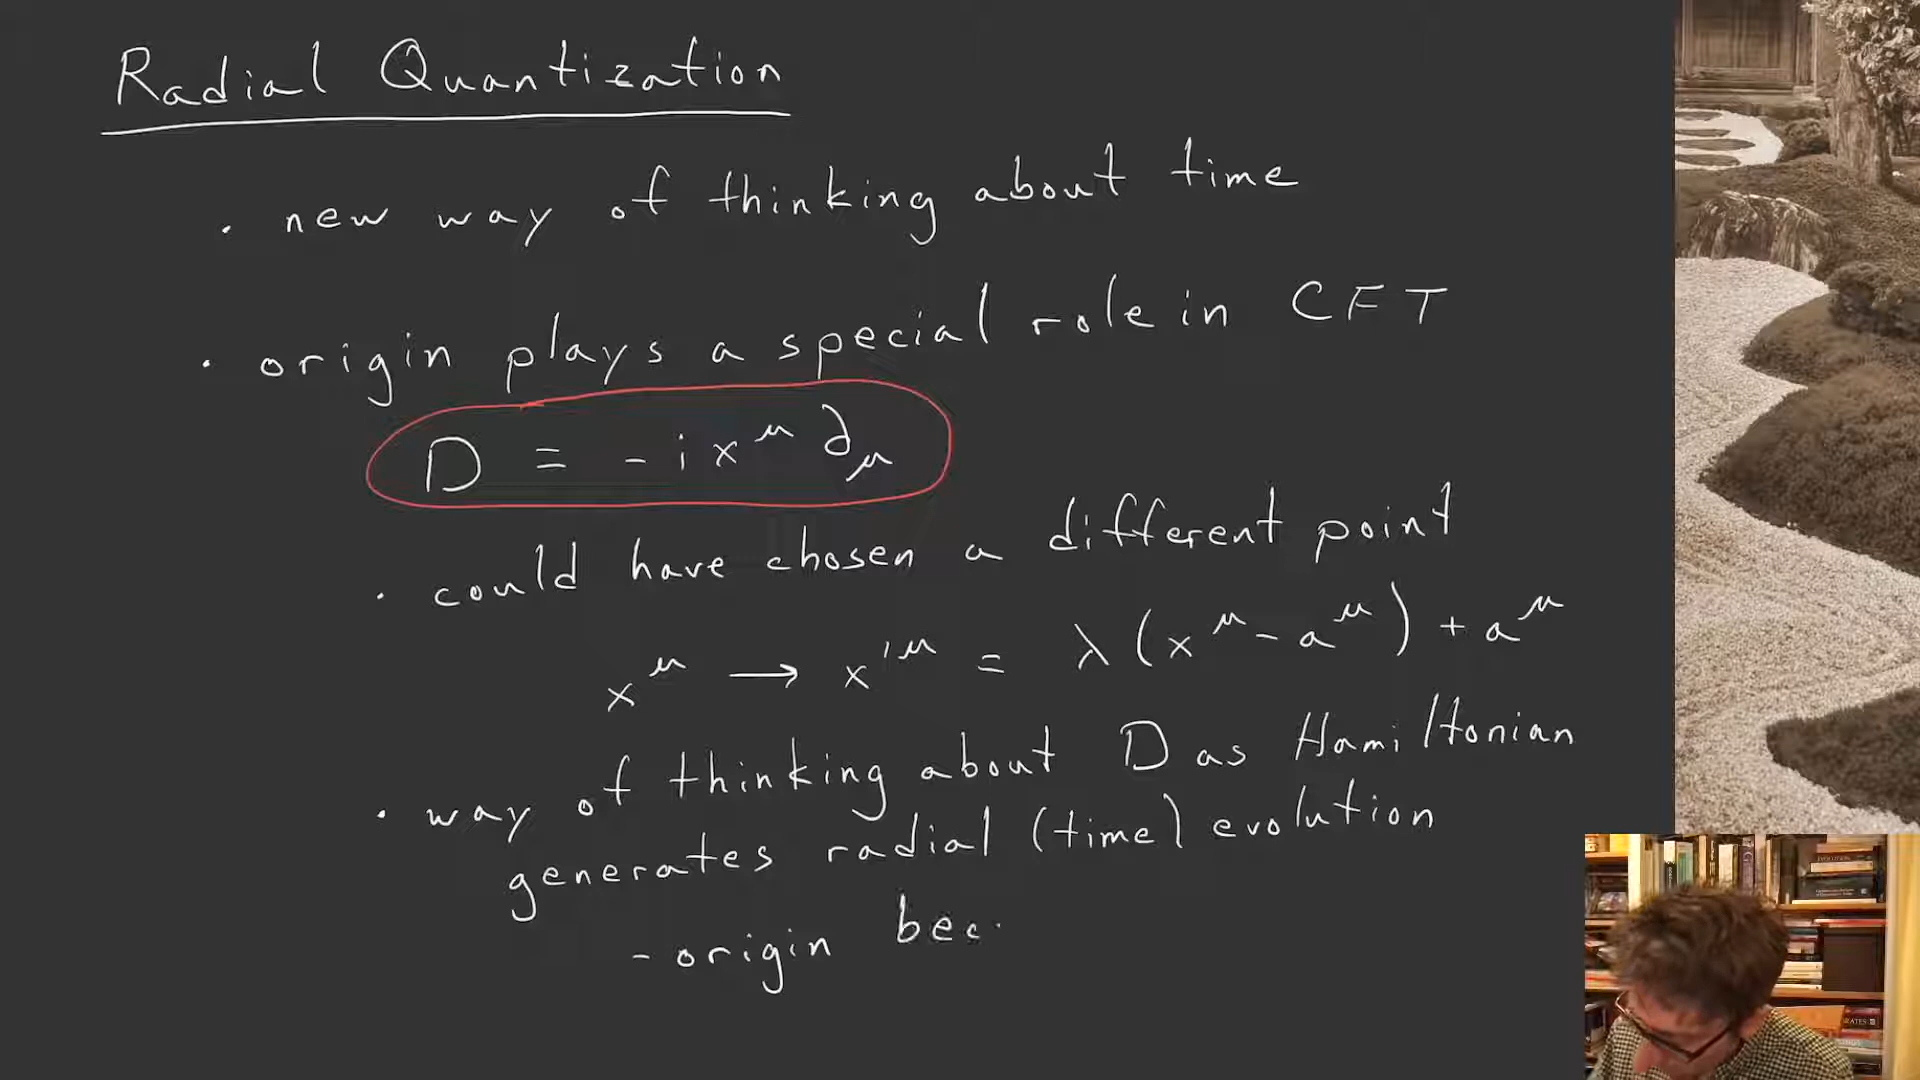 Radial Quantization
· new way of thinking about time
· origin plays a special role in CFT
D = - i x^μ ∂_μ
· could have chosen a different point
x^μ → x'^μ = λ (x^μ - a^μ) + a^μ
· way of thinking about D as Hamiltonian
generates radial (time) evolution
- origin bec